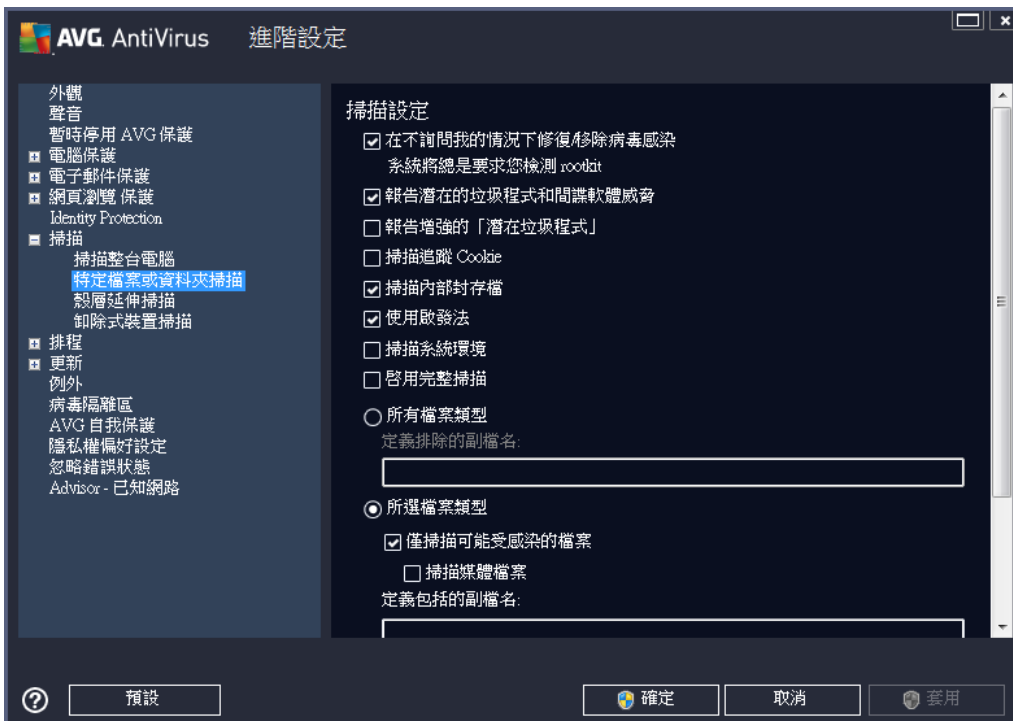 AVG. AntiVirus 進階設定
外觀
聲音
暫時停用 AVG 保護
電腦保護
電子郵件保護
網頁瀏覽 保護
Identity Protection
掃描
掃描整台電腦
特定檔案或資料夾掃描
殼層延伸掃描
卸除式裝置掃描
排程
更新
例外
病毒隔離區
AVG 自我保護
隱私權偏好設定
忽略錯誤狀態
Advisor - 已知網路
掃描設定
在不詢問我的情況下修復/移除病毒感染
系統將總是要求您檢測 rootkit
報告潛在的垃圾程式和間諜軟體威脅
報告增強的「潛在垃圾程式」
掃描追蹤 Cookie
掃描內部封存檔
使用啟發法
掃描系統環境
啓用完整掃描
所有檔案類型
定義排除的副檔名:
所選檔案類型
僅掃描可能受感染的檔案
掃描媒體檔案
定義包括的副檔名:
預設
確定
取消
套用